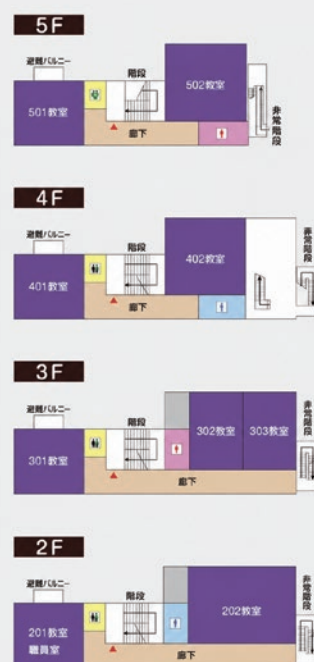 5F
避難バルコニー
階段
502教室
501教室
廊下
非常階段
4F
避難バルコニー
階段
非常階段
402教室
401教室
廊下
3F
避難バルコニー
階段
非常階段
302教室
303教室
301教室
廊下
2F
避難バルコニー
階段
非常階段
202教室
201教室
職員室
廊下